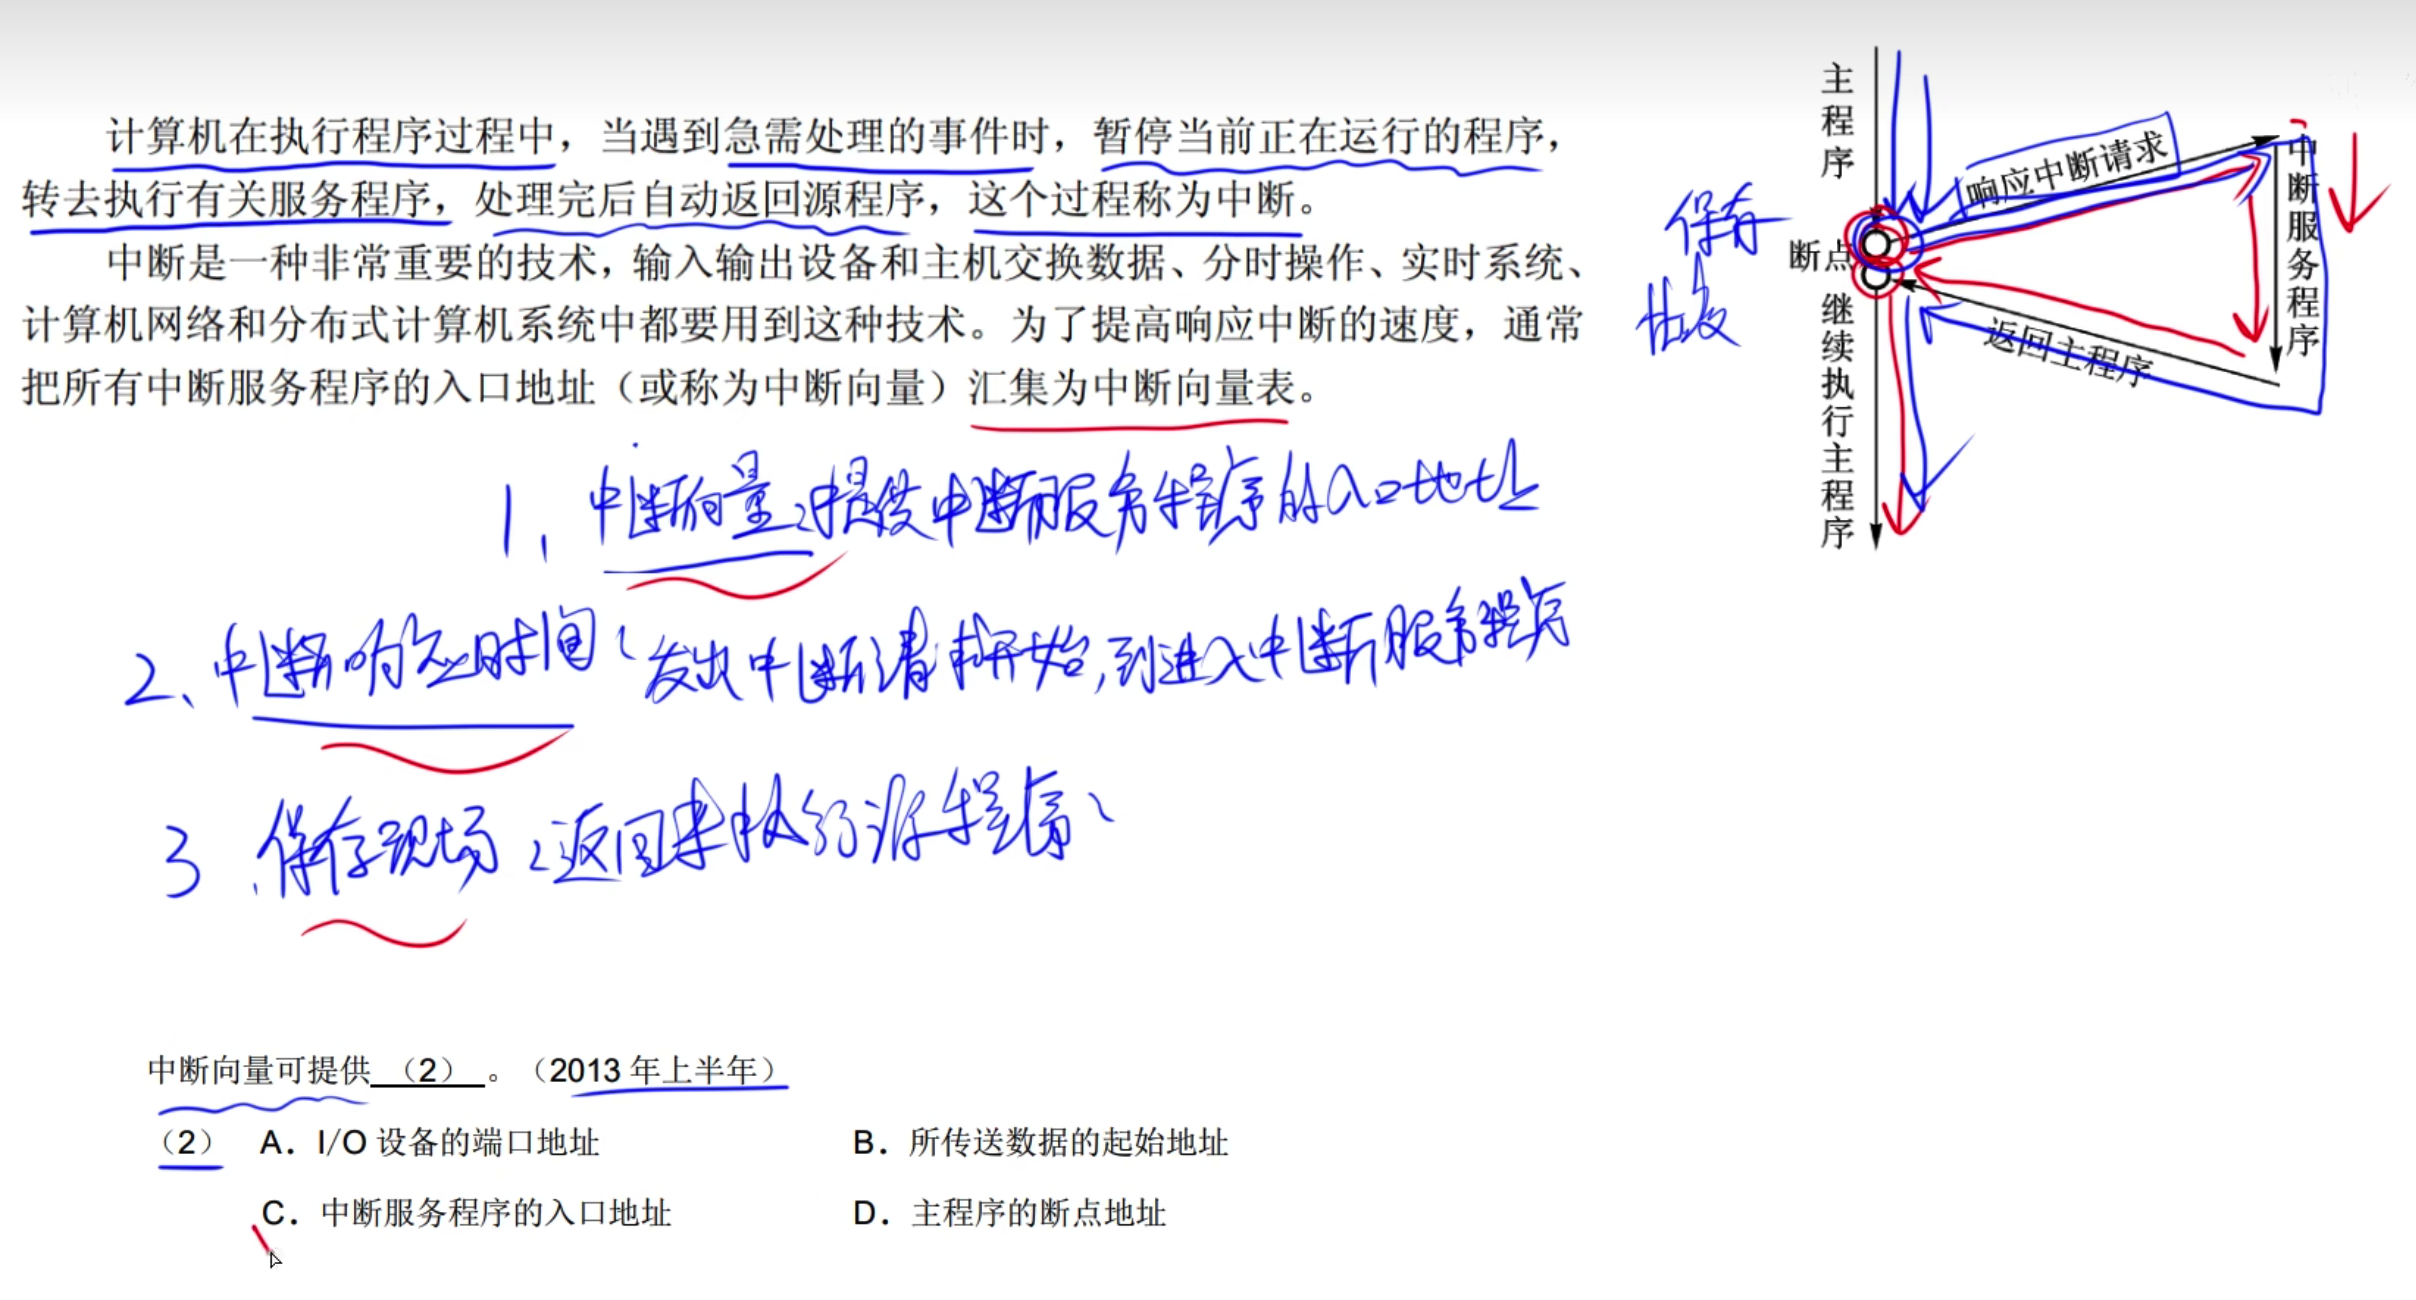 计算机在执行程序过程中，当遇到急需处理的事件时，暂停当前正在运行的程序，
转去执行有关服务程序，处理完后自动返回源程序，这个过程称为中断。
中断是一种非常重要的技术，输入输出设备和主机交换数据、分时操作、实时系统、
计算机网络和分布式计算机系统中都要用到这种技术。为了提高响应中断的速度，通常
把所有中断服务程序的入口地址（或称为中断向量）汇集为中断向量表。
主程序
响应中断请求
中断服务程序
断点
返回主程序
继续执行主程序
保存
1、中断向量：提供中断服务程序的入口地址
2、中断响应时间：发出中断请求开始，到进入中断服务程序
3、保存现场：返回来执行源程序
中断向量可提供（2）。（2013年上半年）
（2） A．I/O 设备的端口地址 B．所传送数据的起始地址
C．中断服务程序的入口地址 D．主程序的断点地址